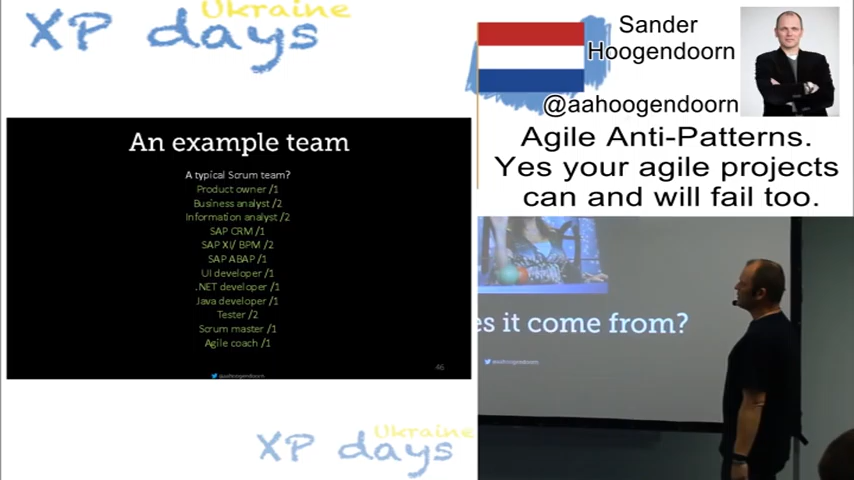 XP days
Ukraine
Sander
Hoogendoorn
@aahoogendoorn
Agile Anti-Patterns.
Yes your agile projects
can and will fail too.
An example team
A typical Scrum team?
Product owner /1
Business analyst /2
Information analyst /2
SAP CRM /1
SAP XI/ BPM /2
SAP ABAP /1
UI developer /1
.NET developer /1
Java developer /1
Tester /2
Scrum master /1
Agile coach /1
46
@aahoogendoorn
es it come from?
@aahoogendoorn
XP days
Ukraine